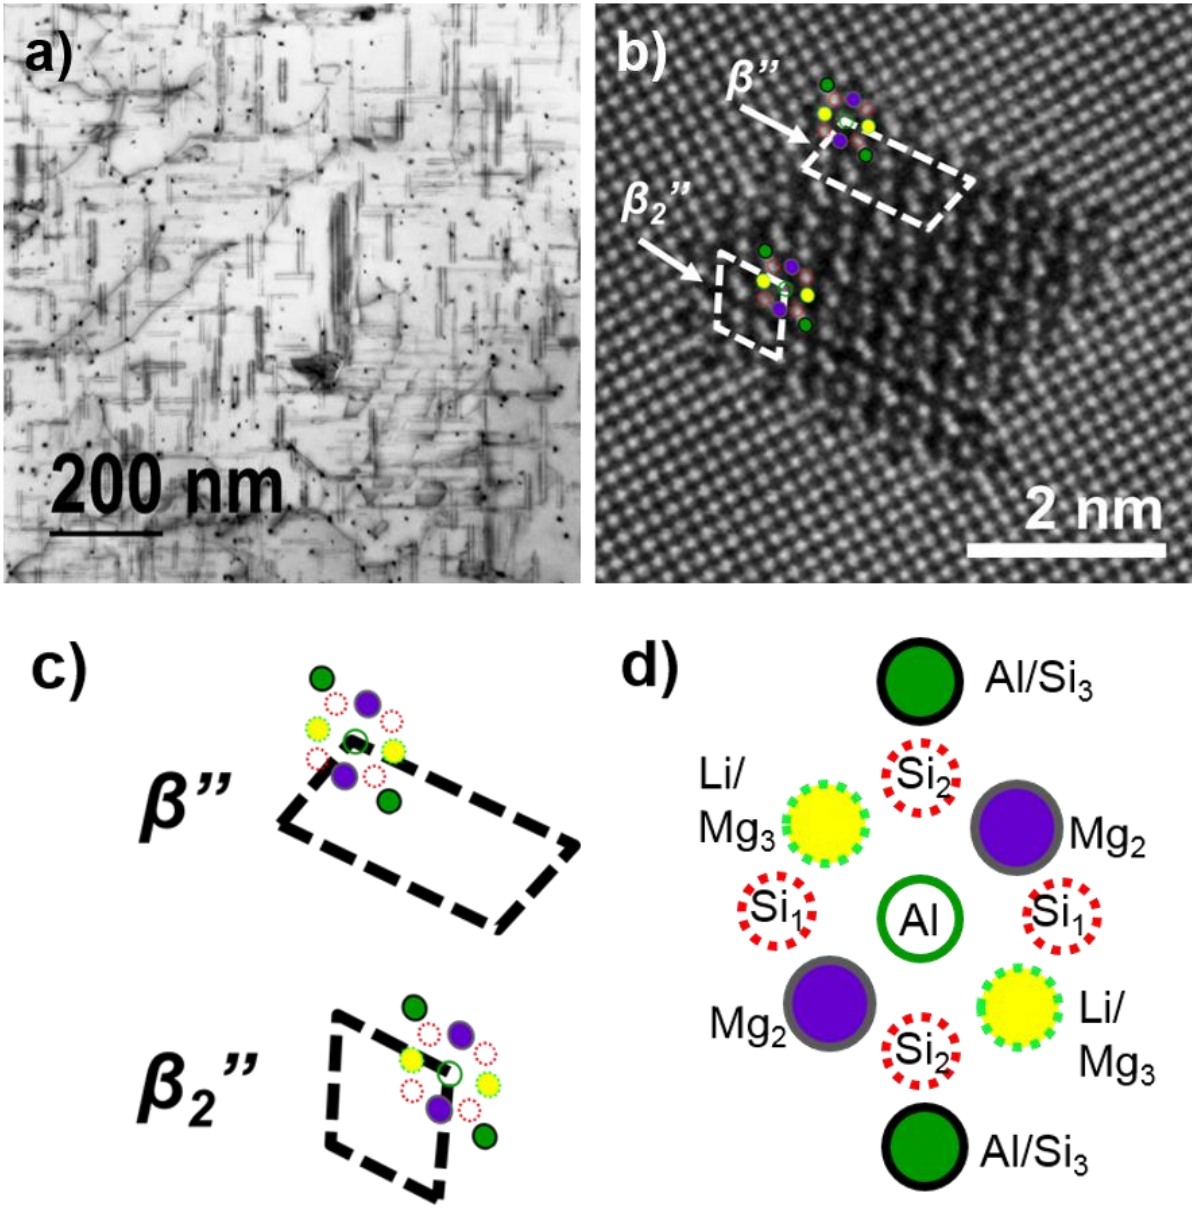 a)
200 nm
b)
β”
β₂”
2 nm
c)
β”
β₂”
d)
Al/Si₃
Si₂
Li/
Mg₃
Mg₂
Si₁
Al
Si₁
Mg₂
Li/
Mg₃
Si₂
Al/Si₃